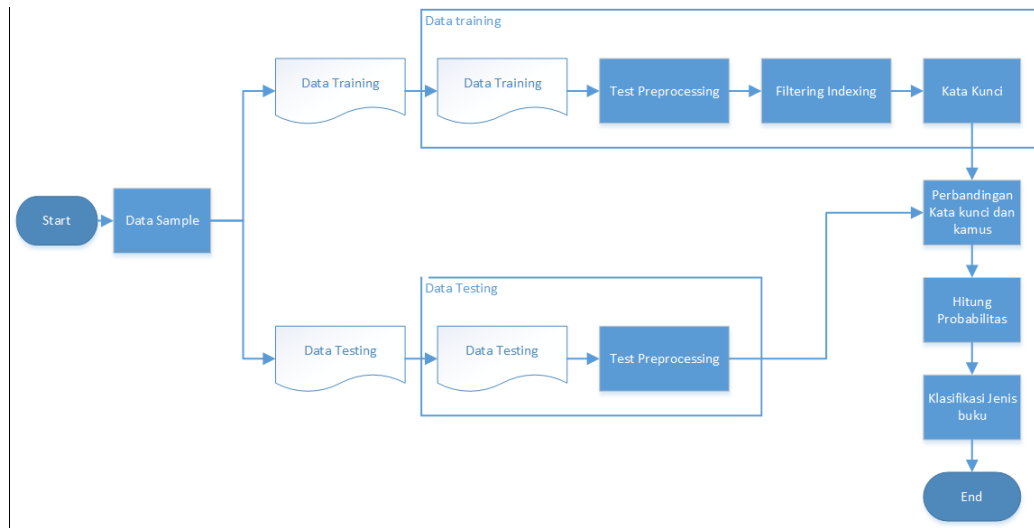 Data training
Data Training
Data Training
Test Preprocessing
Filtering Indexing
Kata Kunci
Start
Data Sample
Perbandingan
Kata kunci dan
kamus
Data Testing
Data Testing
Data Testing
Test Preprocessing
Hitung
Probabilitas
Klasifikasi Jenis
buku
End